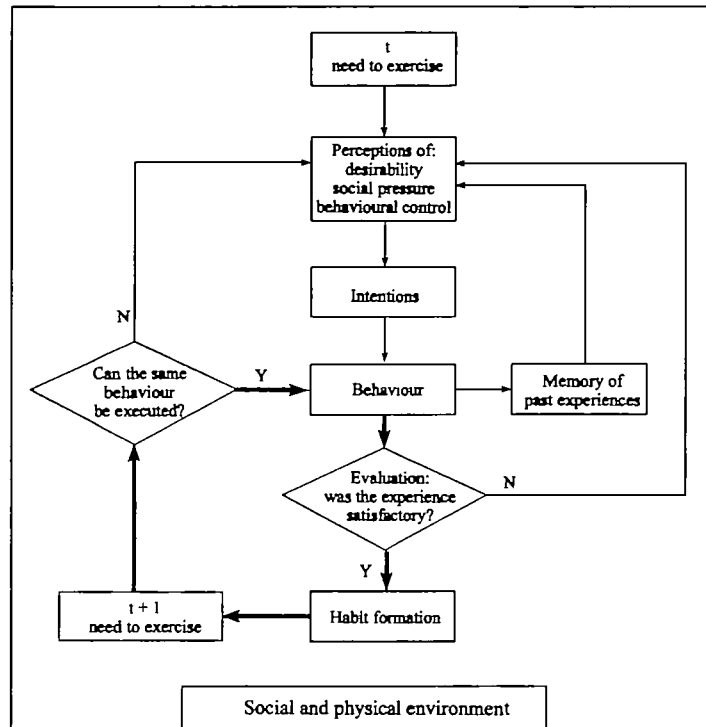 t
need to exercise
Perceptions of:
desirability
social pressure
behavioural control
Intentions
N
Can the same
behaviour
be executed?
Y
Behaviour
Memory of
past experiences
Evaluation:
was the experience
satisfactory?
N
Y
t + 1
need to exercise
Habit formation
Social and physical environment